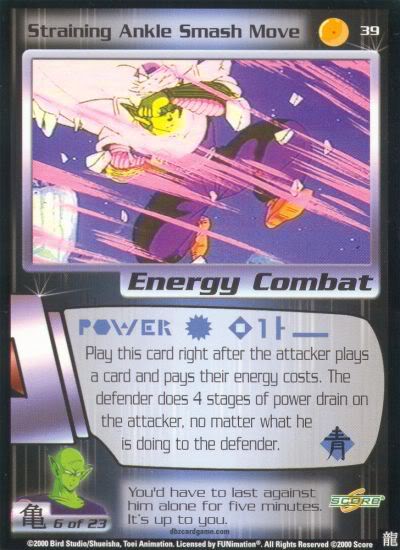 Straining Ankle Smash Move 39
Energy Combat
POWER
Play this card right after the attacker plays
a card and pays their energy costs. The
defender does 4 stages of power drain on
the attacker, no matter what he
is doing to the defender.
青
You'd have to last against
him alone for five minutes.
It's up to you.
SCORE
亀 6 of 23
龍
dbzcardgame.com
©2000 Bird Studio/Shueisha, Toei Animation. Licensed by FUNimation®. All Rights Reserved ©2000 Score